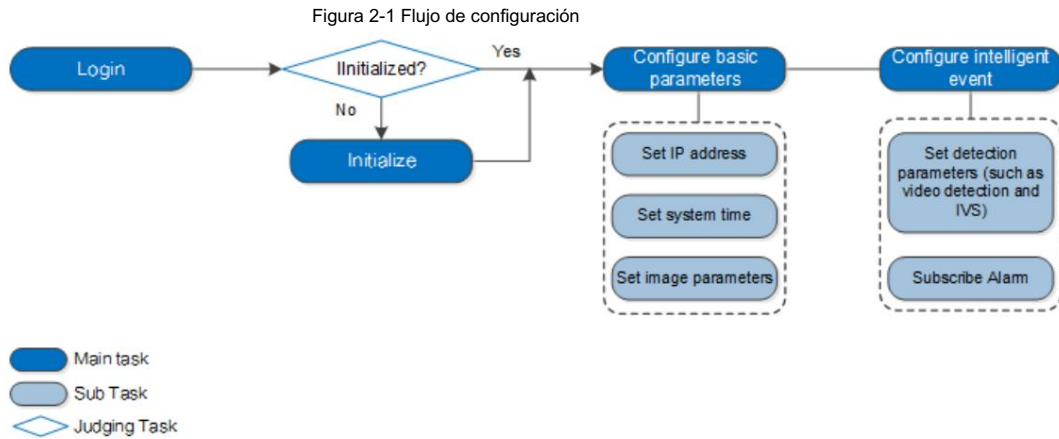 Figura 2-1 Flujo de configuración
Login
IInitialized?
Yes
No
Initialize
Configure basic
parameters
Set IP address
Set system time
Set image parameters
Configure intelligent
event
Set detection
parameters (such as
video detection and
IVS)
Subscribe Alarm
Main task
Sub Task
Judging Task